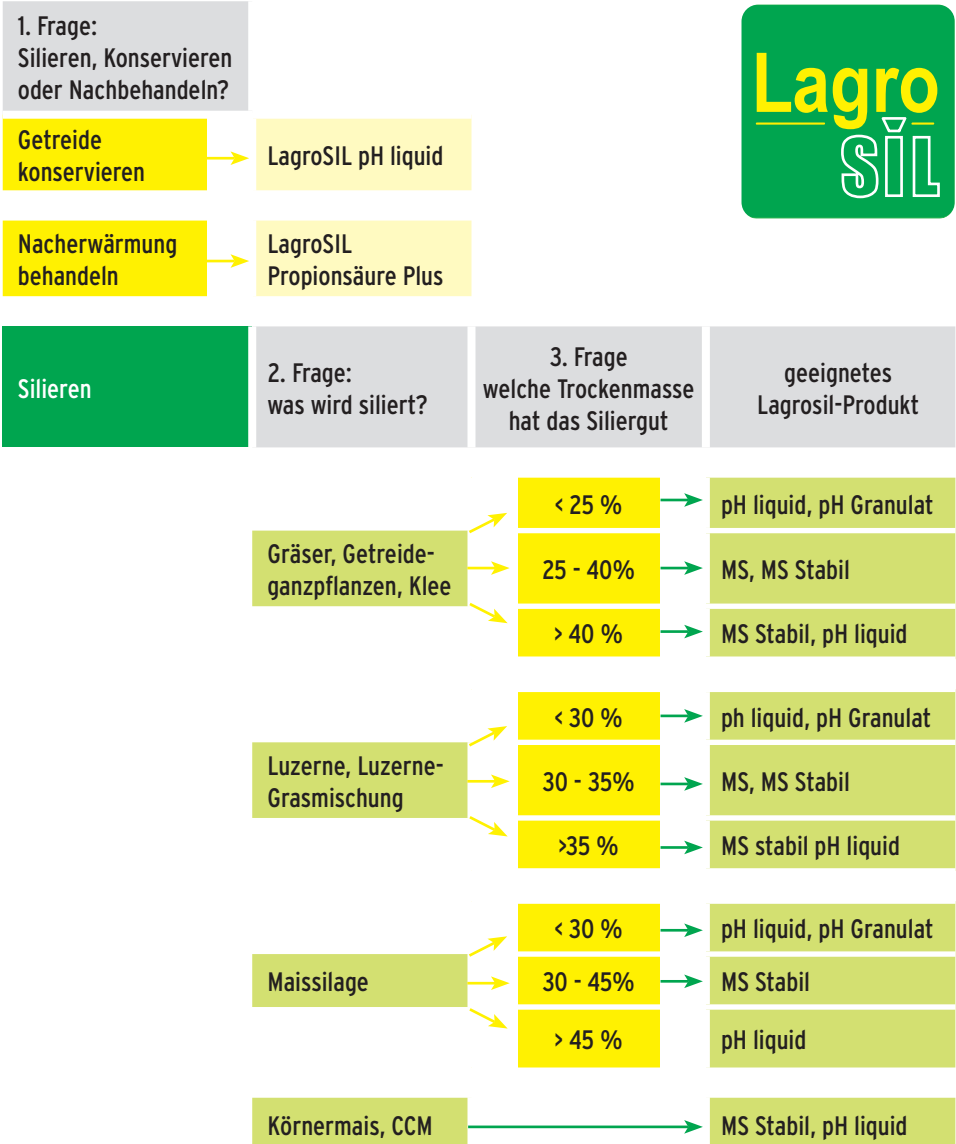 1. Frage:
Silieren, Konservieren
oder Nachbehandeln?
Lagro
SIL
Getreide
konservieren
LagroSIL pH liquid
Nacherwärmung
behandeln
LagroSIL
Propionsäure Plus
Silieren
2. Frage:
was wird siliert?
3. Frage
welche Trockenmasse
hat das Siliergut
geeignetes
Lagrosil-Produkt
Gräser, Getreide-
ganzpflanzen, Klee
< 25 %
pH liquid, pH Granulat
25 - 40%
MS, MS Stabil
> 40 %
MS Stabil, pH liquid
Luzerne, Luzerne-
Grasmischung
< 30 %
ph liquid, pH Granulat
30 - 35%
MS, MS Stabil
>35 %
MS stabil pH liquid
Maissilage
< 30 %
pH liquid, pH Granulat
30 - 45%
MS Stabil
> 45 %
pH liquid
Körnermais, CCM
MS Stabil, pH liquid